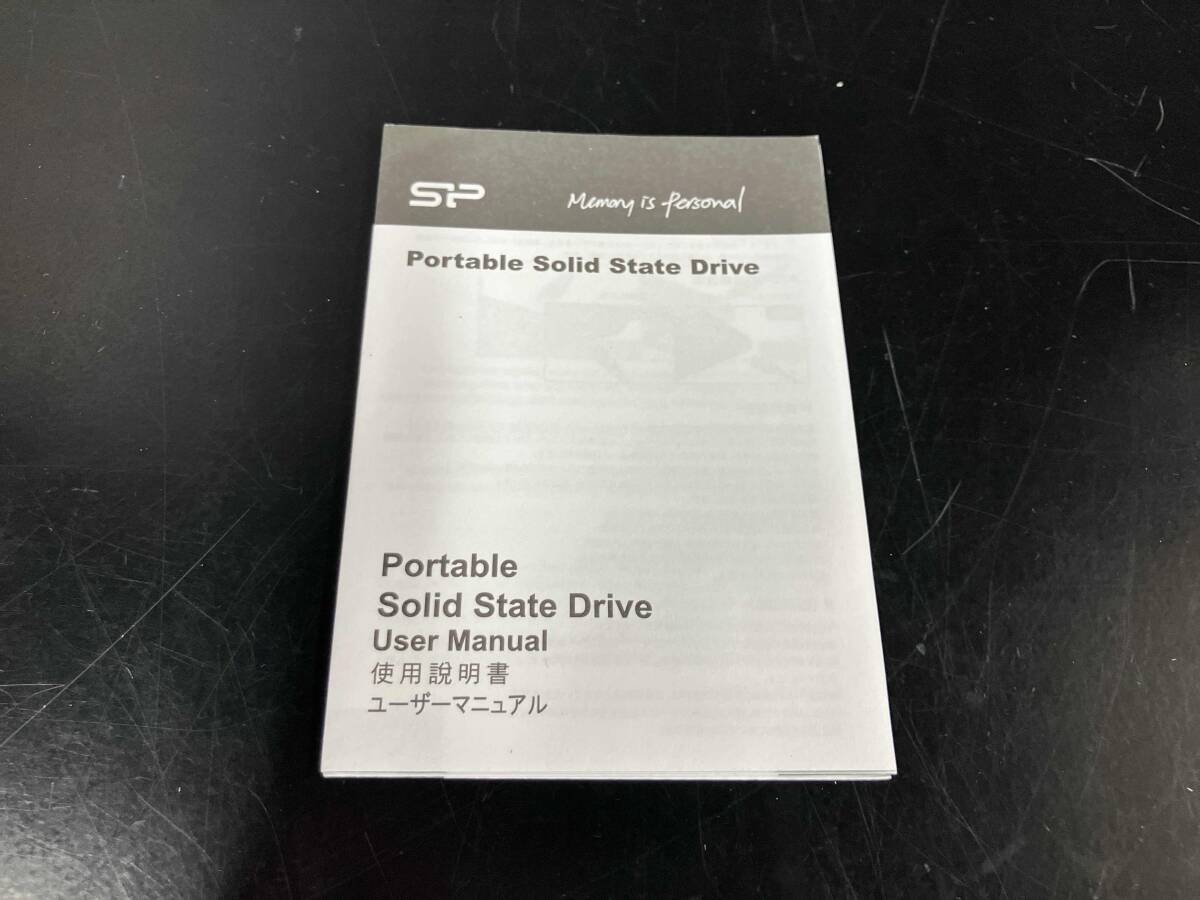 SP
Memory is Personal
Portable Solid State Drive
Portable
Solid State Drive
User Manual
使用說明書
ユーザーマニュアル